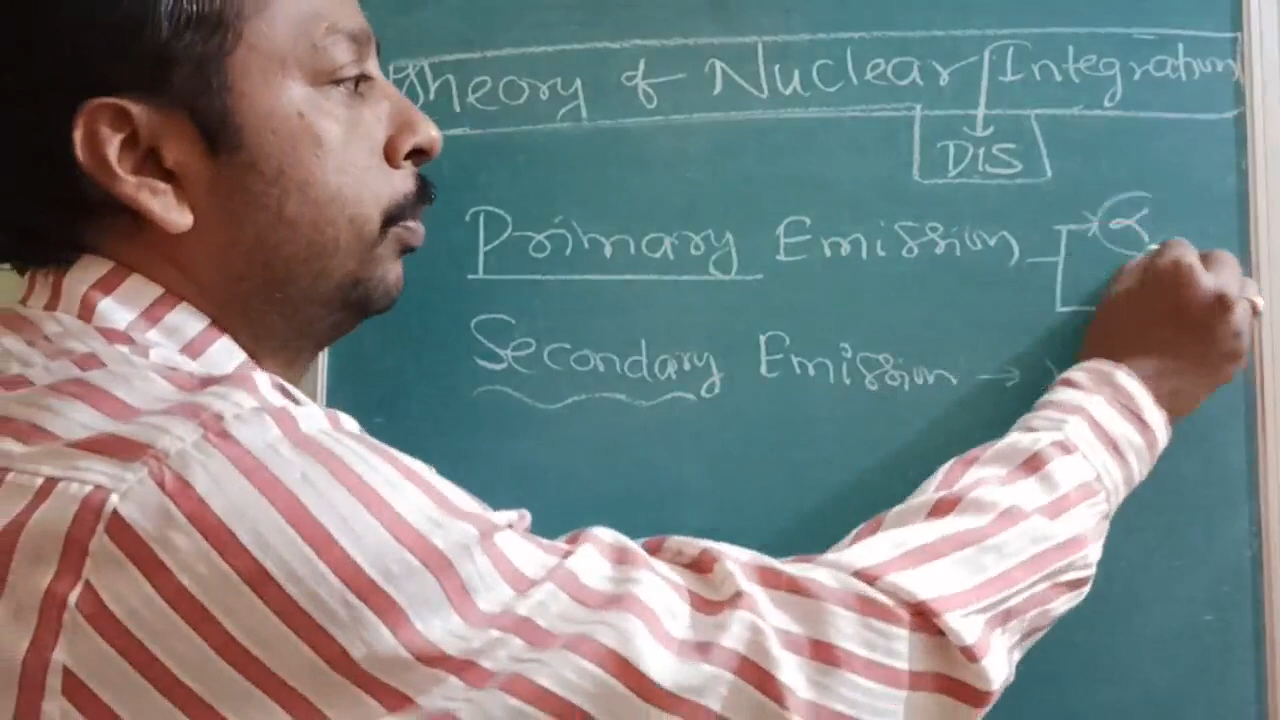 Theory of Nuclear Integration
DIS
Primary Emission α
Secondary Emission →